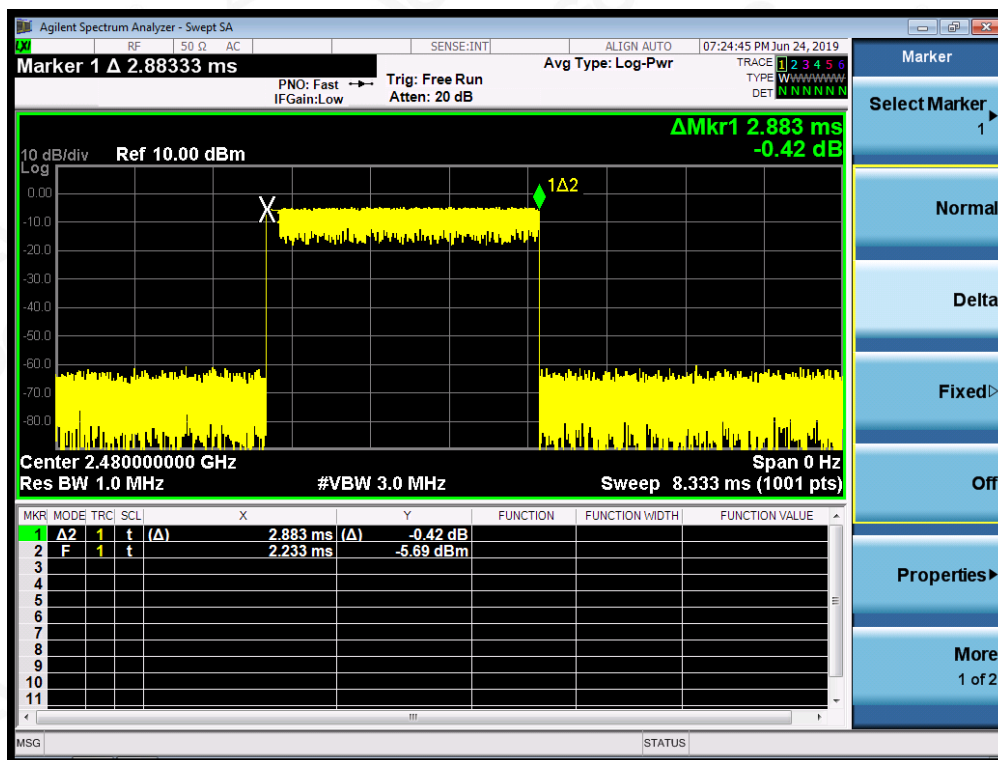 Agilent Spectrum Analyzer - Swept SA
LXI RF 50 Ω AC SENSE:INT ALIGN AUTO 07:24:45 PM Jun 24, 2019
Marker 1 Δ 2.88333 ms
PNO: Fast
IFGain:Low
Trig: Free Run
Atten: 20 dB
Avg Type: Log-Pwr
TRACE 1 2 3 4 5 6
TYPE WWWWWW
DET N N N N N N
ΔMkr1 2.883 ms
-0.42 dB
10 dB/div Ref 10.00 dBm
Log
0.00
-10.0
-20.0
-30.0
-40.0
-50.0
-60.0
-70.0
-80.0
X
1Δ2
Center 2.480000000 GHz Span 0 Hz
Res BW 1.0 MHz #VBW 3.0 MHz Sweep 8.333 ms (1001 pts)
MKR MODE TRC SCL X Y FUNCTION FUNCTION WIDTH FUNCTION VALUE
1 Δ2 1 t (Δ) 2.883 ms (Δ) -0.42 dB
2 F 1 t 2.233 ms -5.69 dBm
3
4
5
6
7
8
9
10
11
MSG STATUS
Marker
Select Marker
1
Normal
Delta
Fixed
Off
Properties
More
1 of 2